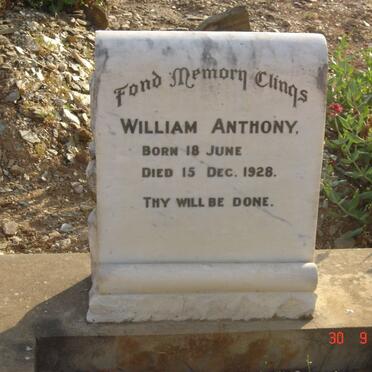 Fond Memory Clings
WILLIAM ANTHONY.
BORN 18 JUNE
DIED 15 DEC. 1928.
THY WILL BE DONE.
30 9